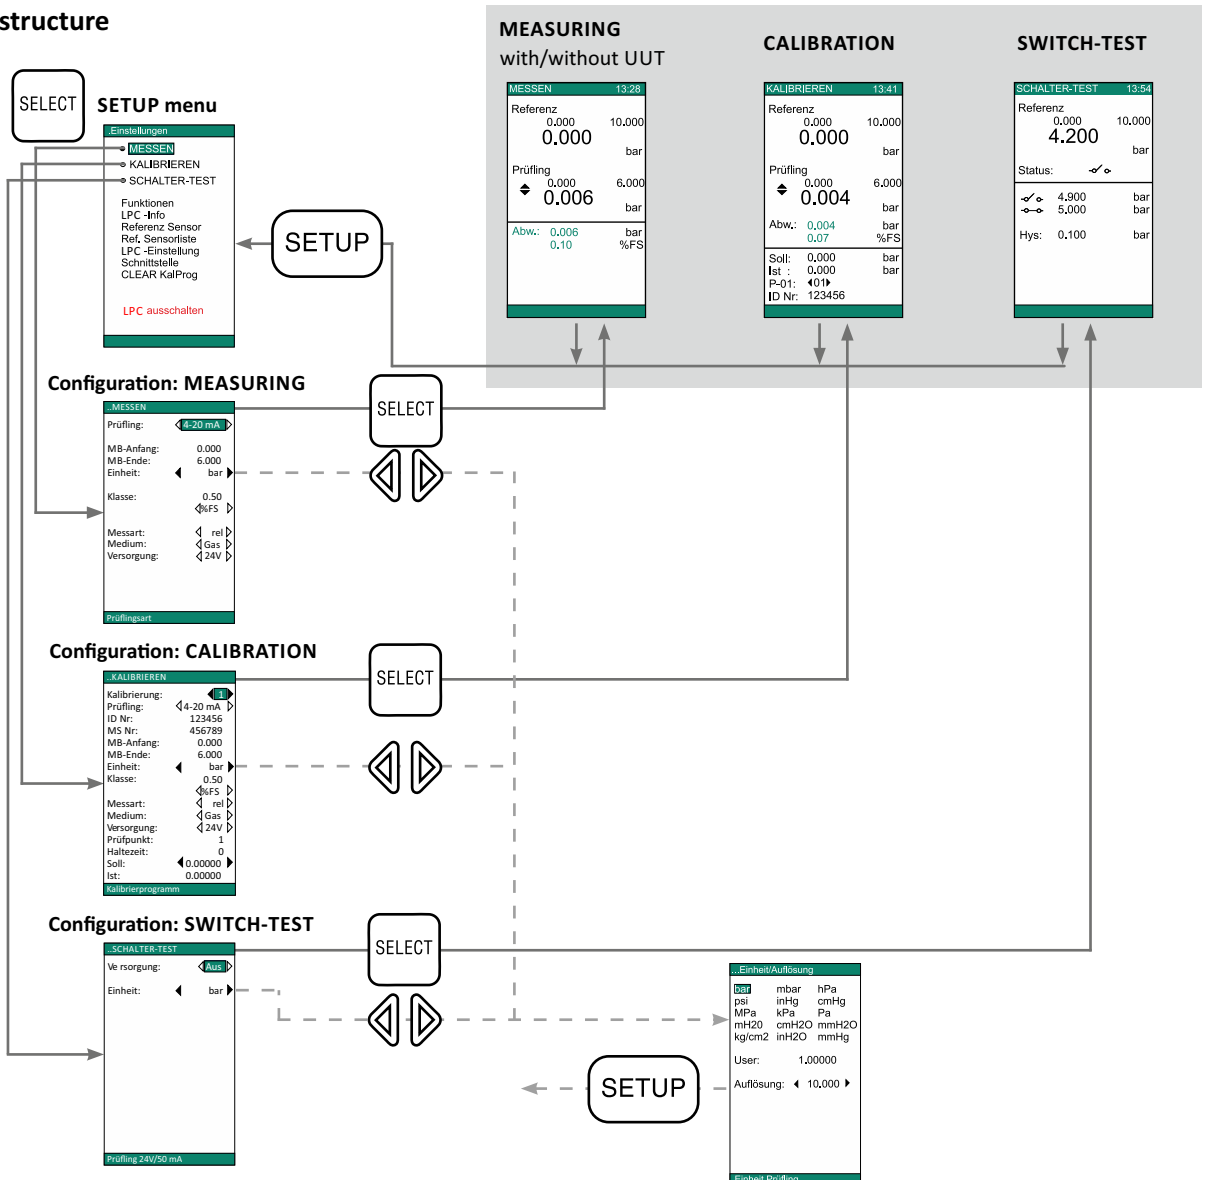 structure
MEASURING
with/without UUT
CALIBRATION
SWITCH-TEST
SELECT
SETUP menu
..Einstellungen
MESSEN
KALIBRIEREN
SCHALTER-TEST
Funktionen
LPC -Info
Referenz Sensor
Ref. Sensorliste
LPC -Einstellung
Schnittstelle
CLEAR KalProg
LPC ausschalten
SETUP
MESSEN 13:28
Referenz
0.000 10.000
0.000
bar
Prüfling
0.000 6.000
0.006
bar
Abw.: 0.006 bar
0.10 %FS
KALIBRIEREN 13:41
Referenz
0.000 10.000
0.000
bar
Prüfling
0.000 6.000
0.004
bar
Abw.: 0.004 bar
0.07 %FS
Soll: 0.000 bar
Ist : 0.000 bar
P-01: 01
ID Nr: 123456
SCHALTER-TEST 13:54
Referenz
0.000 10.000
4.200
bar
Status:
4.900 bar
5.000 bar
Hys: 0.100 bar
Configuration: MEASURING
..MESSEN
Prüfling: 4-20 mA
MB-Anfang: 0.000
MB-Ende: 6.000
Einheit: bar
Klasse: 0.50
%FS
Messart: rel
Medium: Gas
Versorgung: 24V
Prüflingsart
SELECT
Configuration: CALIBRATION
..KALIBRIEREN
Kalibrierung: 1
Prüfling: 4-20 mA
ID Nr: 123456
MS Nr: 456789
MB-Anfang: 0.000
MB-Ende: 6.000
Einheit: bar
Klasse: 0.50
%FS
Messart: rel
Medium: Gas
Versorgung: 24V
Prüfpunkt: 1
Haltezeit: 0
Soll: 0.00000
Ist: 0.00000
Kalibrierprogramm
SELECT
Configuration: SWITCH-TEST
..SCHALTER-TEST
Ve rsorgung: Aus
Einheit: bar
Prüfling 24V/50 mA
SELECT
SETUP
...Einheit/Auflösung
bar mbar hPa
psi inHg cmHg
MPa kPa Pa
mH20 cmH2O mmH2O
kg/cm2 inH2O mmHg
User: 1.00000
Auflösung: 10.000
Einheit Prüfling